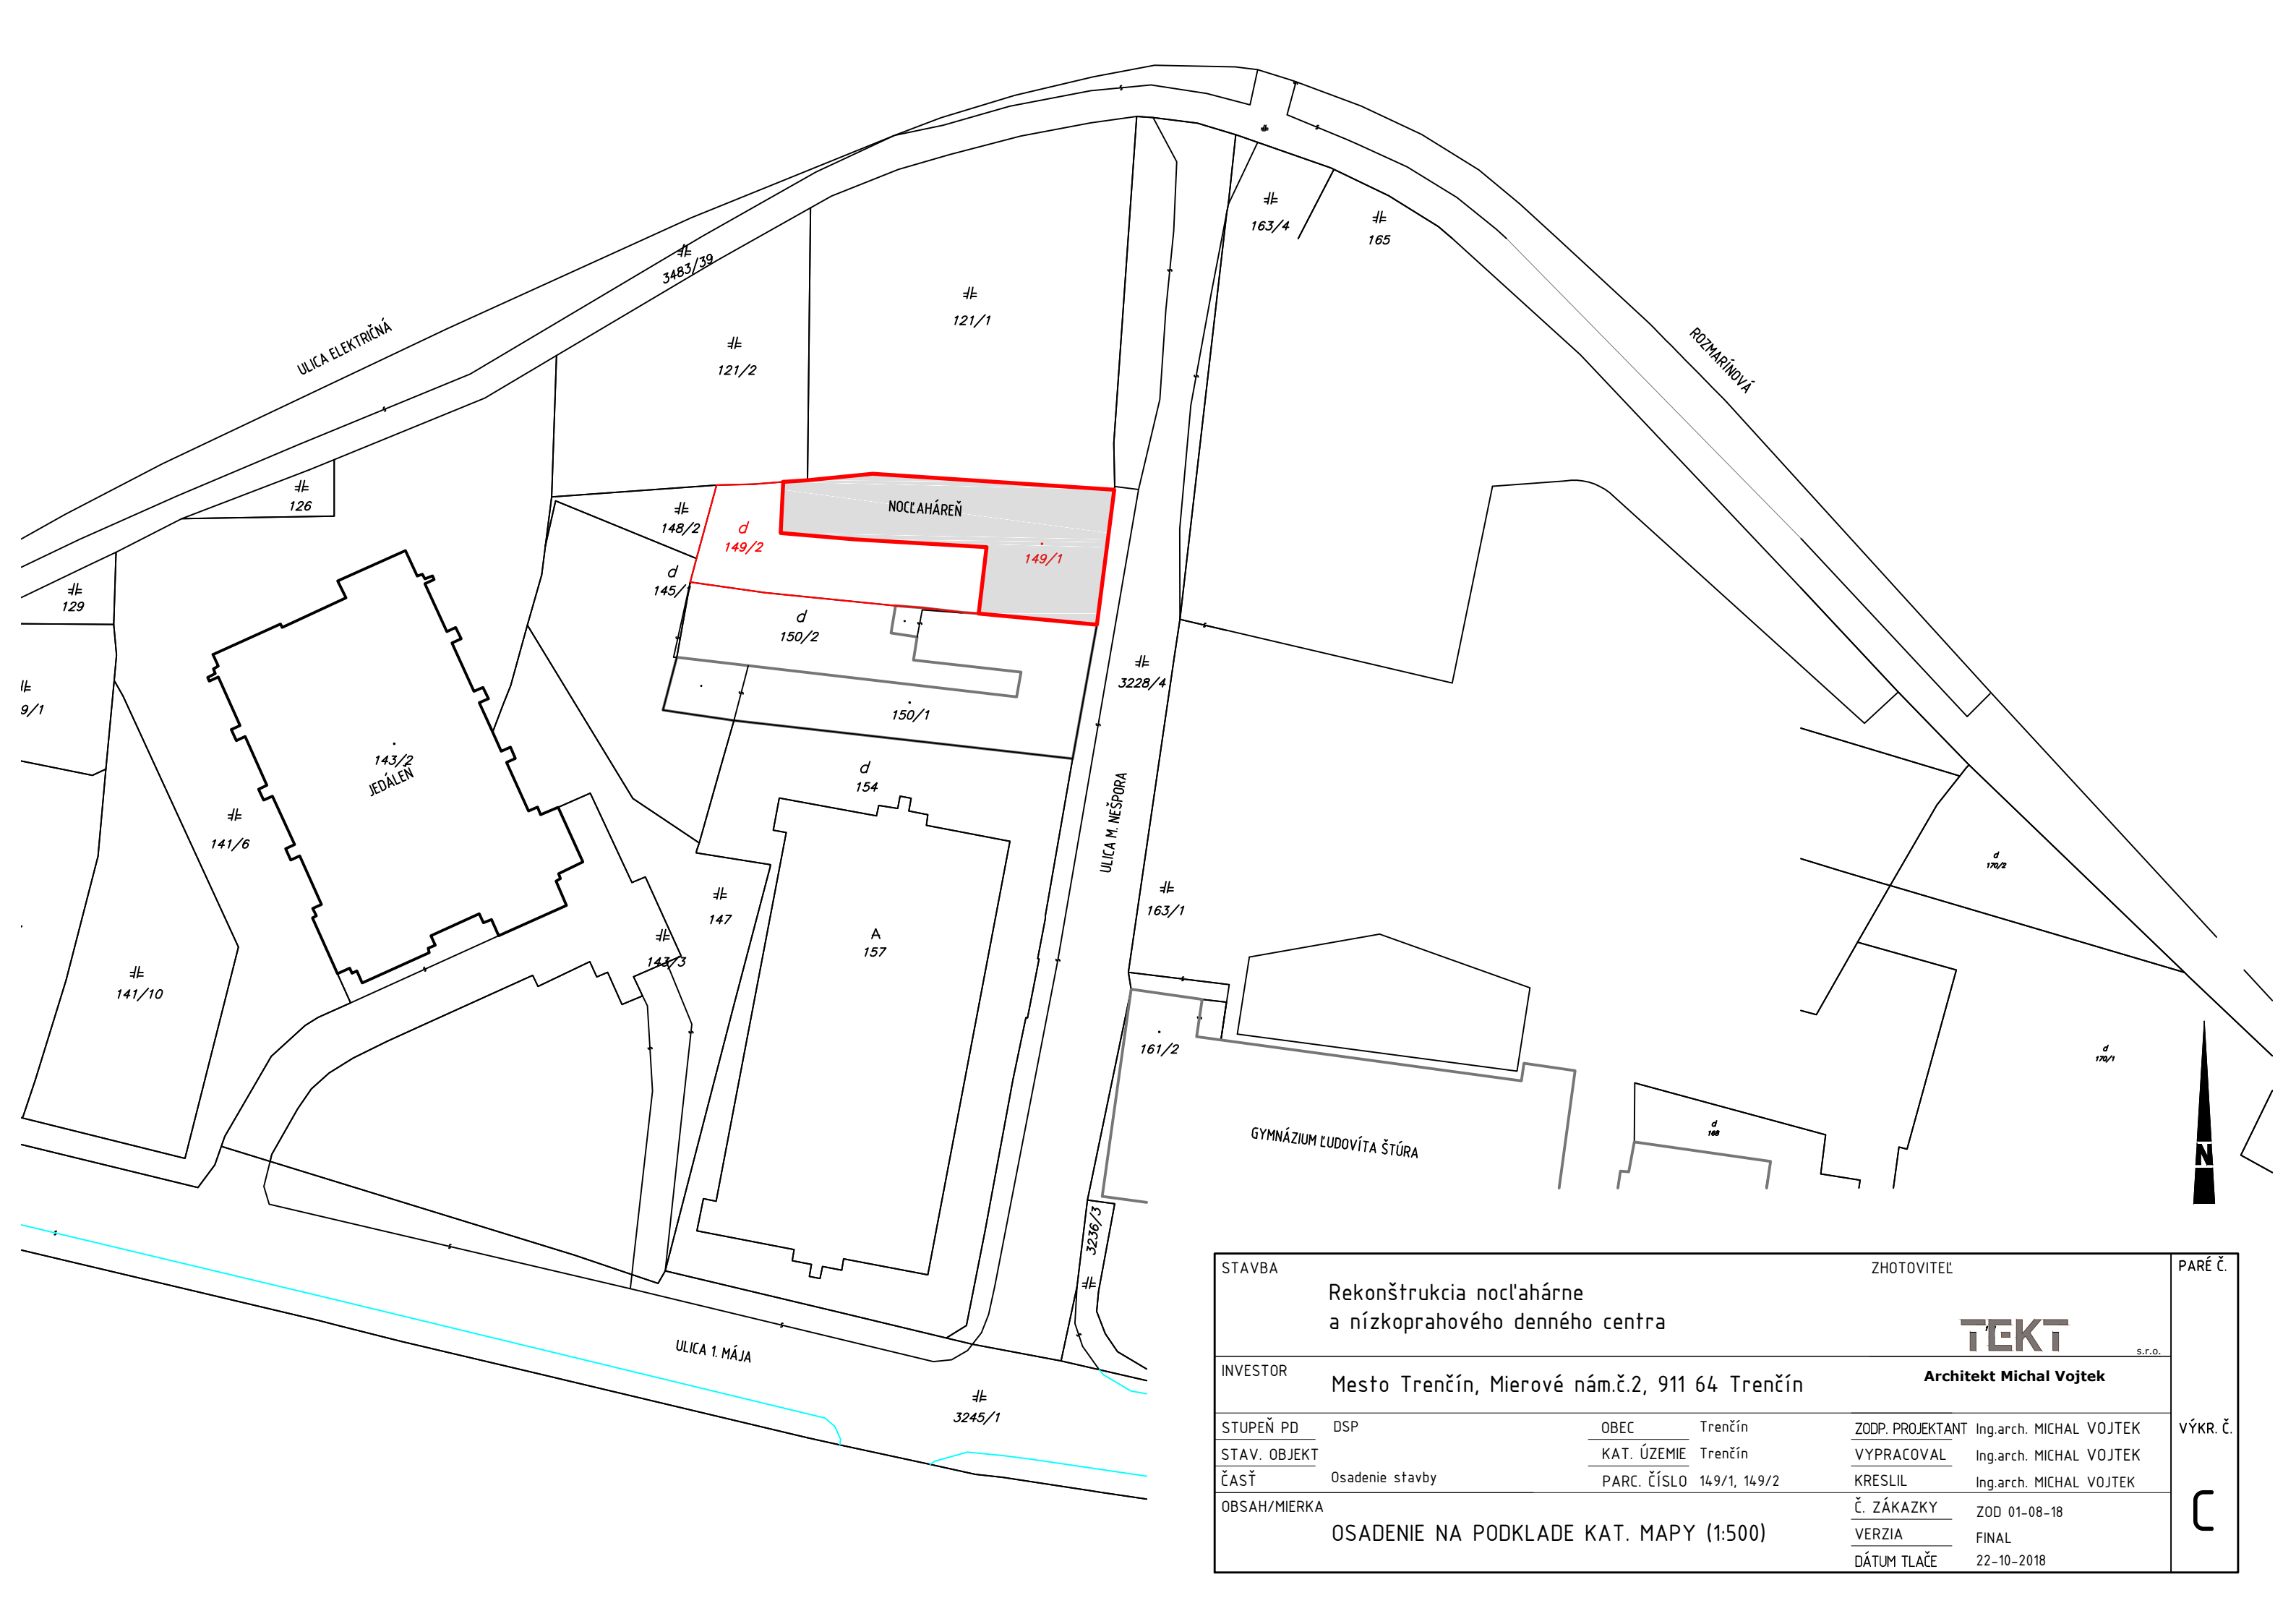 ULICA ELEKTRIČNÁ
3483/39
163/4
165
121/1
121/2
ROZMARÍNOVÁ
126
148/2
NOCĽAHÁREŇ
d
149/2
149/1
129
d
145/
d
150/2
9/1
3228/4
150/1
143/2
JEDÁLEŇ
d
154
ULICA M. NEŠPORA
141/6
d
170/2
147
163/1
A
157
143/3
141/10
161/2
d
170/1
GYMNÁZIUM ĽUDOVÍTA ŠTÚRA
d
168
N
3236/3
ULICA 1. MÁJA
3245/1
STAVBA
Rekonštrukcia nocľahárne
a nízkoprahového denného centra
ZHOTOVITEĽ
TEKT
s.r.o.
PARÉ Č.
INVESTOR
Mesto Trenčín, Mierové nám.č.2, 911 64 Trenčín
Architekt Michal Vojtek
STUPEŇ PD DSP
OBEC Trenčín
ZODP. PROJEKTANT Ing.arch. MICHAL VOJTEK
VÝKR. Č.
STAV. OBJEKT
KAT. ÚZEMIE Trenčín
VYPRACOVAL Ing.arch. MICHAL VOJTEK
ČASŤ Osadenie stavby
PARC. ČÍSLO 149/1, 149/2
KRESLIL Ing.arch. MICHAL VOJTEK
OBSAH/MIERKA
OSADENIE NA PODKLADE KAT. MAPY (1:500)
Č. ZÁKAZKY ZOD 01-08-18
VERZIA FINAL
DÁTUM TLAČE 22-10-2018
C